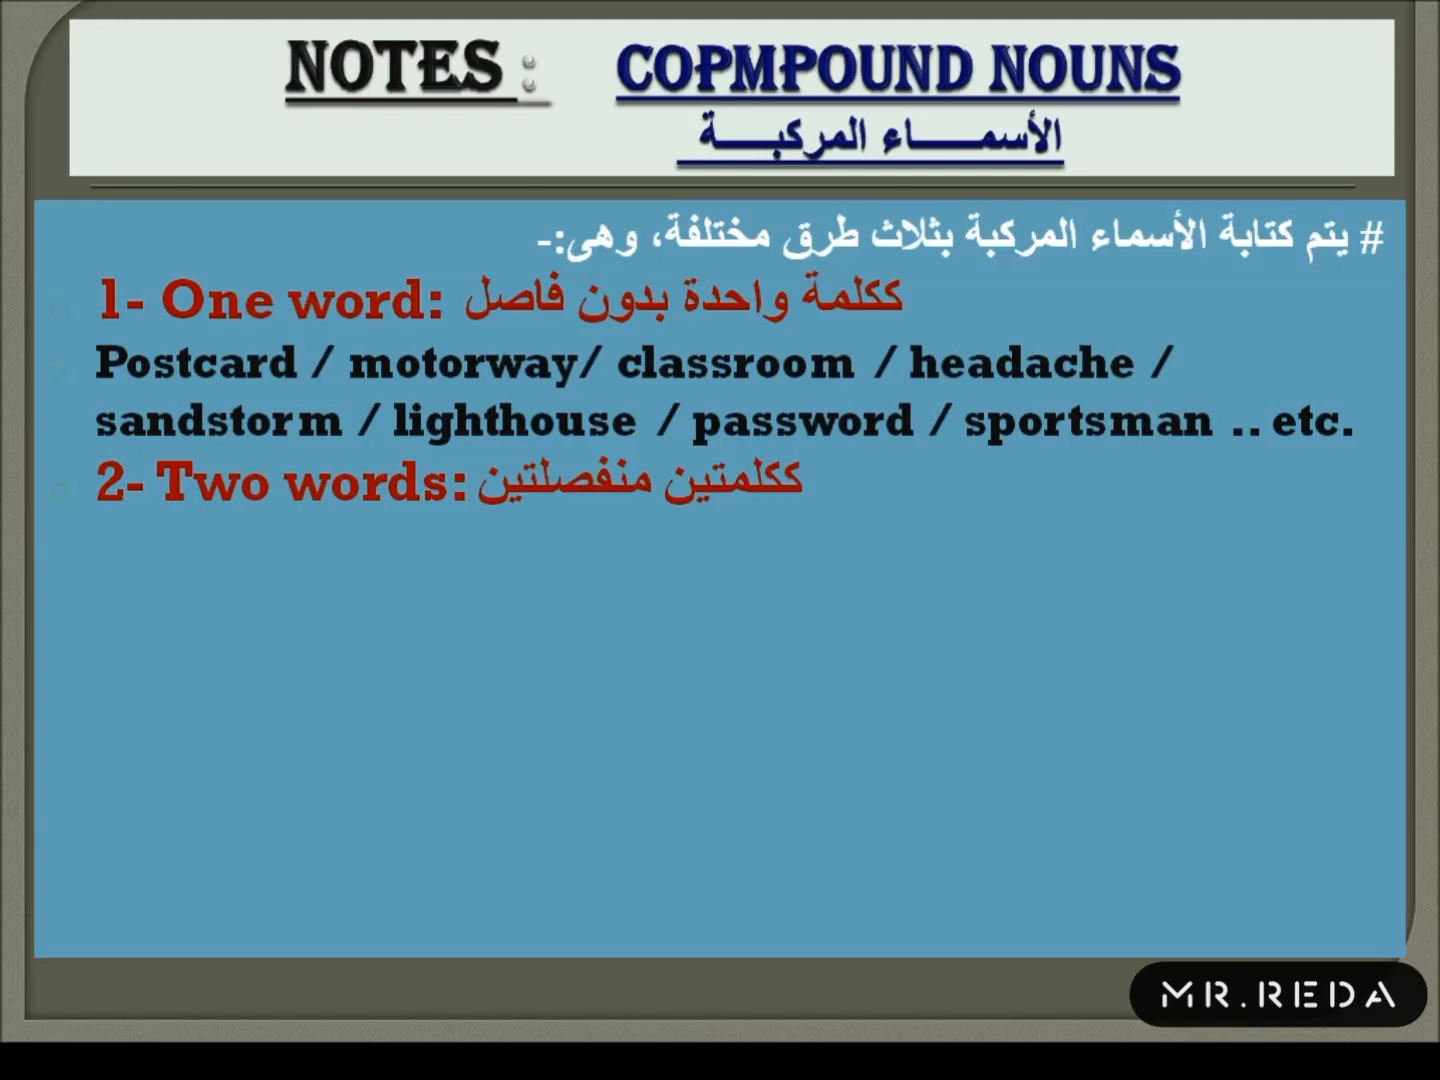 NOTES : COPMPOUND NOUNS
الأسمـــــاء المركبـــة
# يتم كتابة الأسماء المركبة بثلاث طرق مختلفة، وهى:-
1- One word: ككلمة واحدة بدون فاصل
Postcard / motorway/ classroom / headache /
sandstorm / lighthouse / password / sportsman .. etc.
2- Two words: ككلمتين منفصلتين
MR.REDA